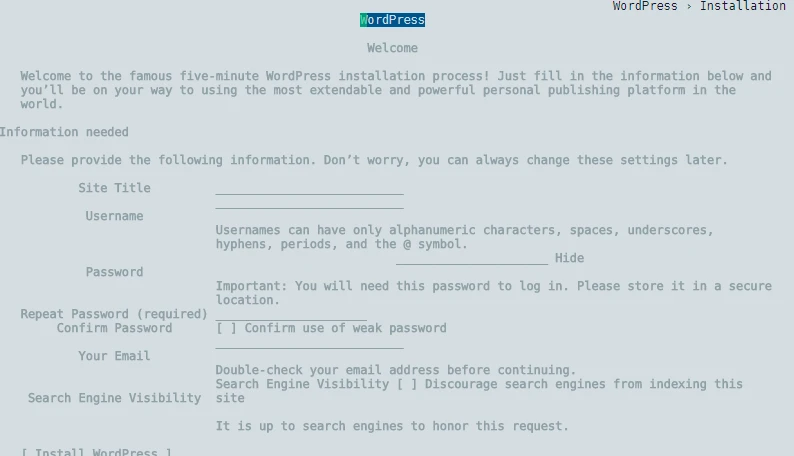 WordPress › Installation
WordPress
Welcome
Welcome to the famous five-minute WordPress installation process! Just fill in the information below and
you’ll be on your way to using the most extendable and powerful personal publishing platform in the
world.
Information needed
Please provide the following information. Don’t worry, you can always change these settings later.
Site Title __________________________
__________________________
Username
Usernames can have only alphanumeric characters, spaces, underscores,
hyphens, periods, and the @ symbol.
_____________________ Hide
Password
Important: You will need this password to log in. Please store it in a secure
location.
Repeat Password (required) _____________________
Confirm Password [ ] Confirm use of weak password
__________________________
Your Email
Double-check your email address before continuing.
Search Engine Visibility [ ] Discourage search engines from indexing this
Search Engine Visibility site
It is up to search engines to honor this request.
[ Install WordPress ]